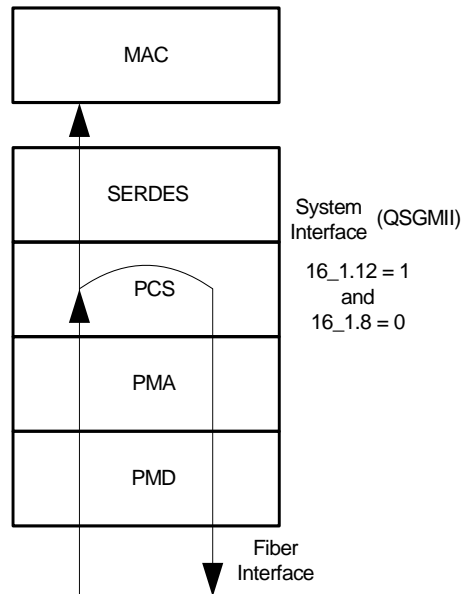 MAC
SERDES
System
Interface (QSGMII)
PCS
16_1.12 = 1
and
16_1.8 = 0
PMA
PMD
Fiber
Interface